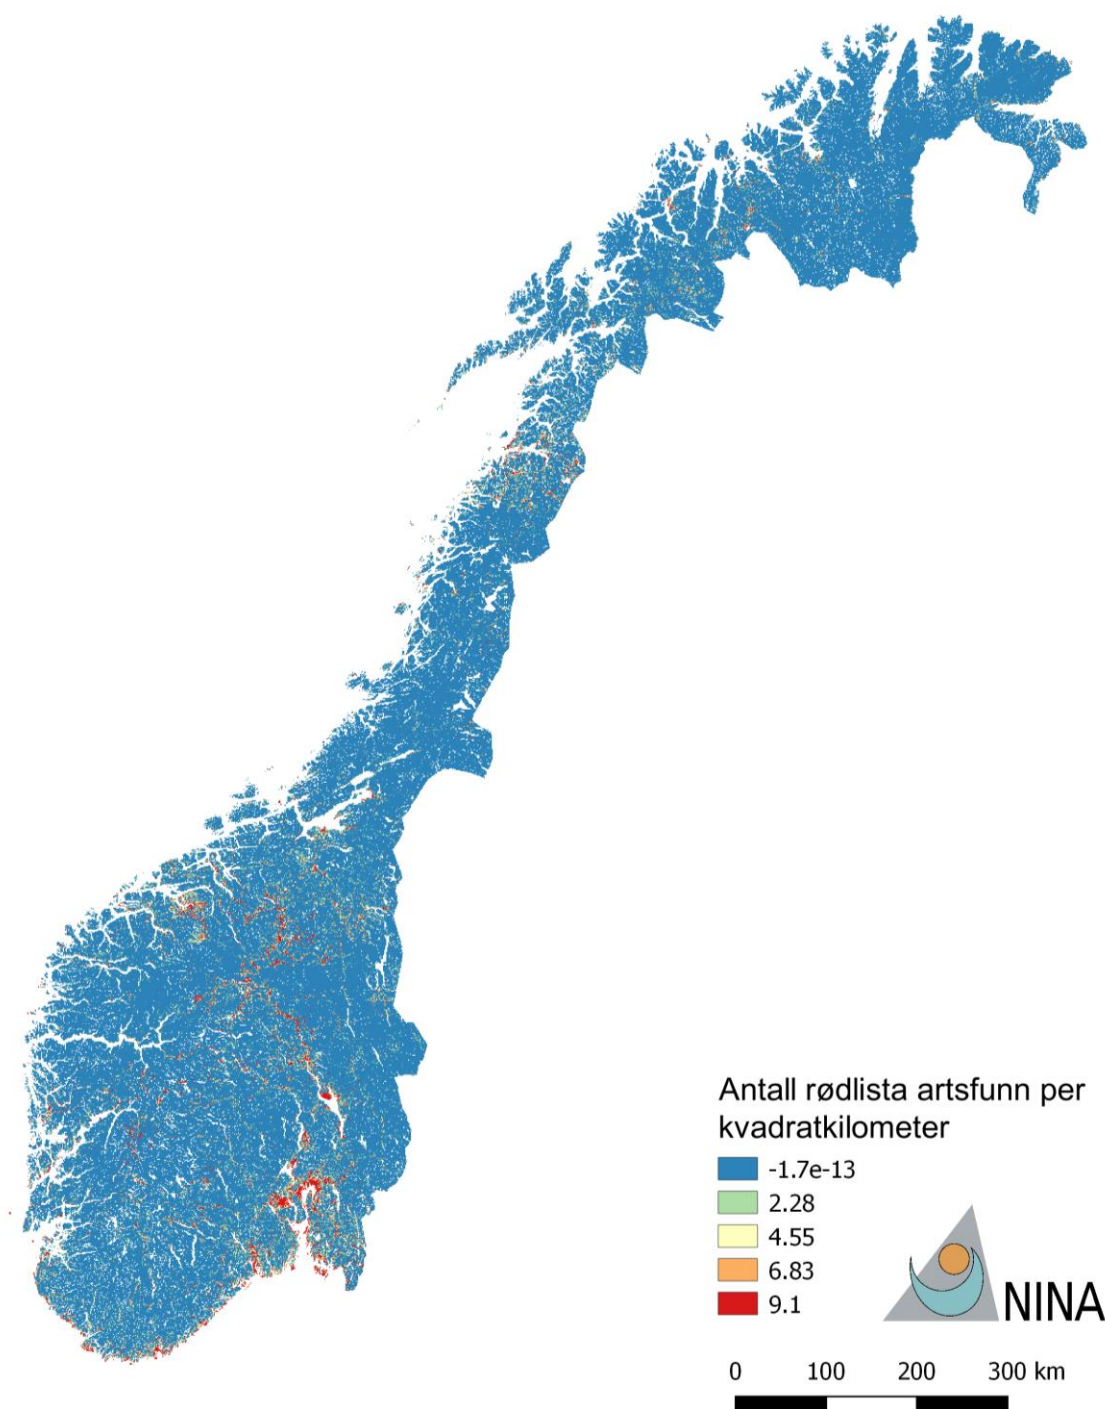 Antall rødlista artsfunn per
kvadratkilometer
-1.7e-13
2.28
4.55
6.83
9.1
NINA
0 100 200 300 km